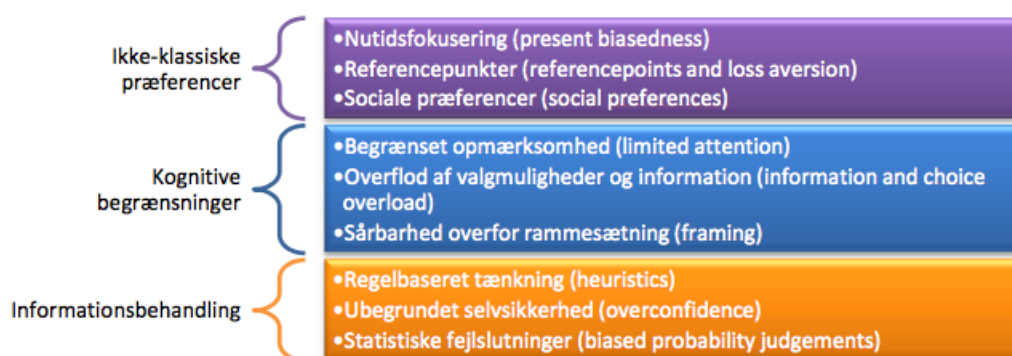 Ikke-klassiske
præferencer
•Nutidsfokusering (present biasedness)
•Referencepunkter (referencepoints and loss aversion)
•Sociale præferencer (social preferences)
Kognitive
begrænsninger
•Begrænset opmærksomhed (limited attention)
•Overflod af valgmuligheder og information (information and choice
overload)
•Sårbarhed overfor rammesætning (framing)
Informationsbehandling
•Regelbaseret tænkning (heuristics)
•Ubegrundet selvsikkerhed (overconfidence)
•Statistiske fejlslutninger (biased probability judgements)